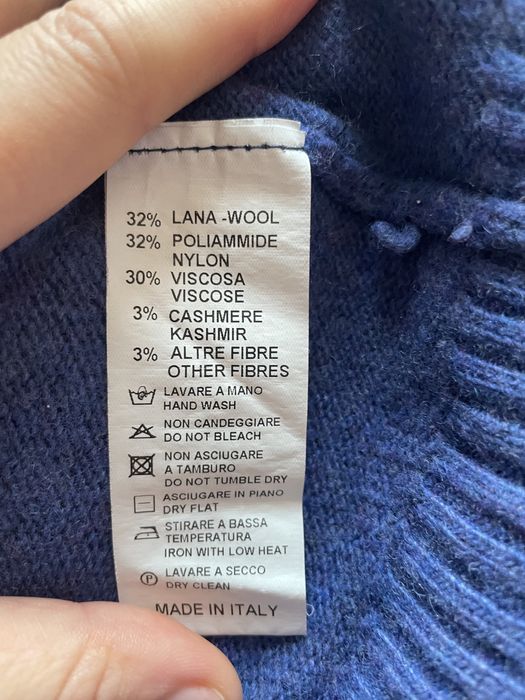 32% LANA -WOOL
32% POLIAMMIDE
NYLON
30% VISCOSA
VISCOSE
3% CASHMERE
KASHMIR
3% ALTRE FIBRE
OTHER FIBRES
LAVARE A MANO
HAND WASH
NON CANDEGGIARE
DO NOT BLEACH
NON ASCIUGARE
A TAMBURO
DO NOT TUMBLE DRY
ASCIUGARE IN PIANO
DRY FLAT
STIRARE A BASSA
TEMPERATURA
IRON WITH LOW HEAT
P LAVARE A SECCO
DRY CLEAN
MADE IN ITALY